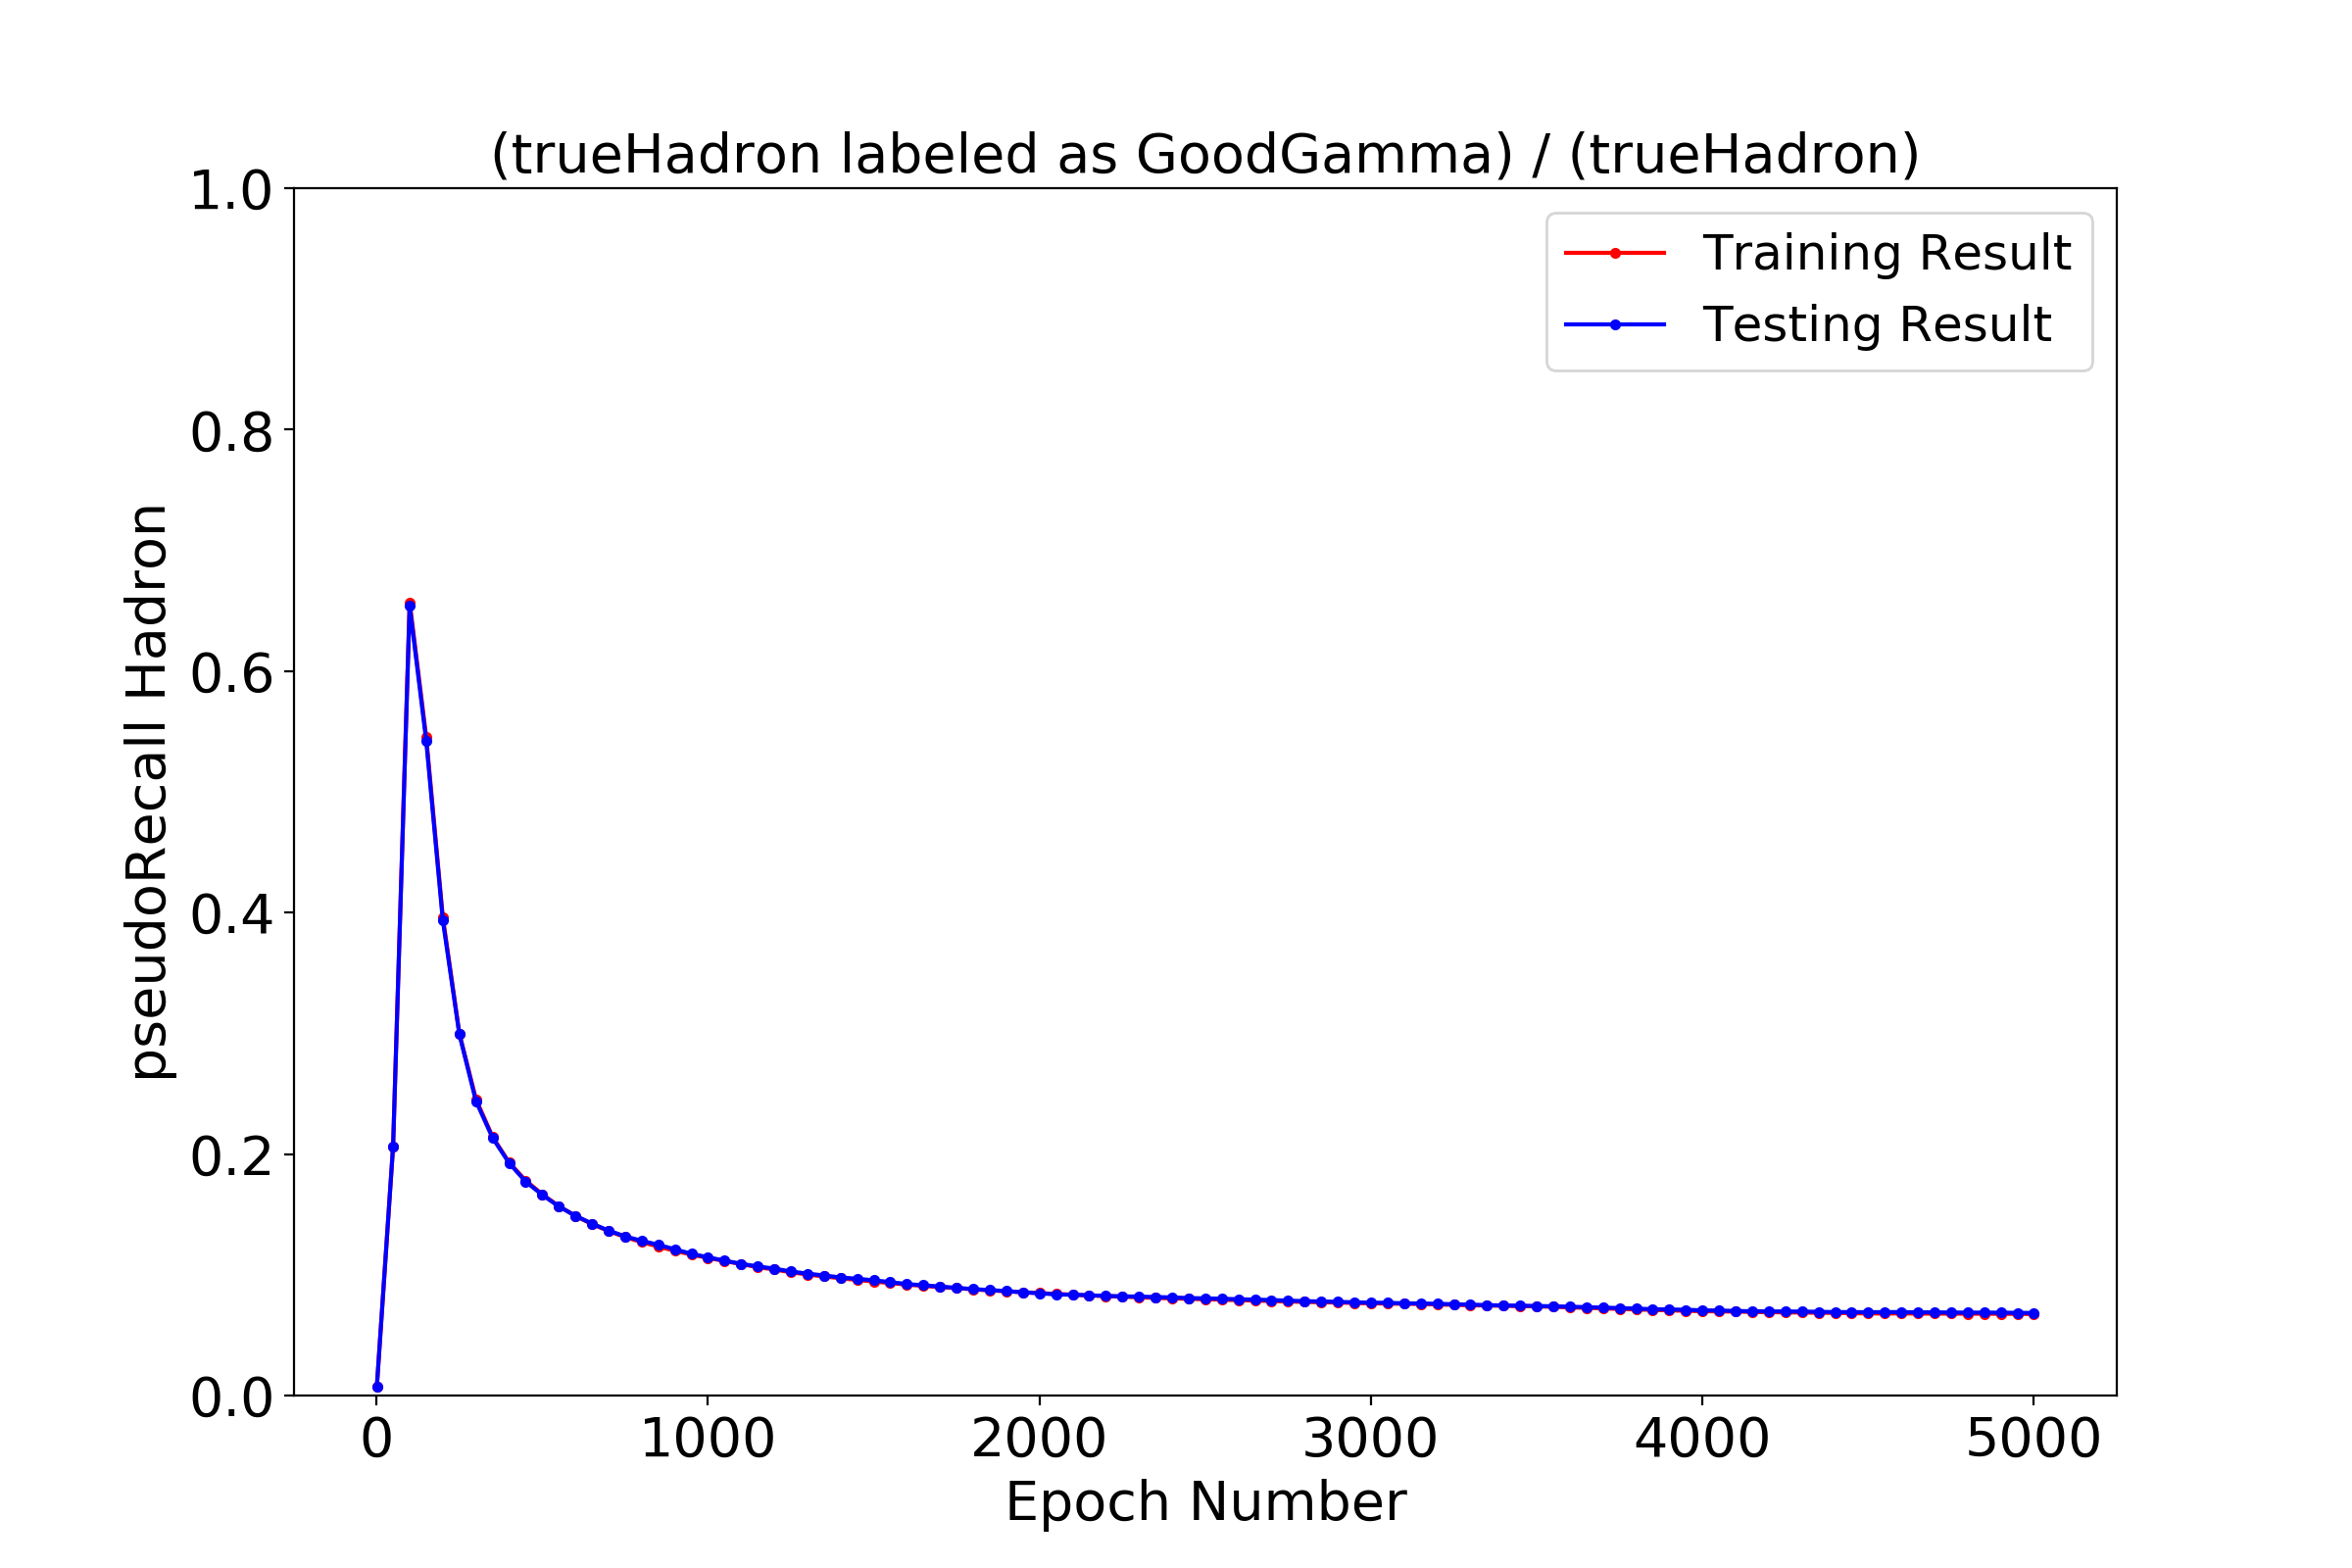 (trueHadron labeled as GoodGamma) / (trueHadron)
1.0
0.8
0.6
0.4
0.2
0.0
pseudoRecall Hadron
Training Result
Testing Result
0 1000 2000 3000 4000 5000
Epoch Number